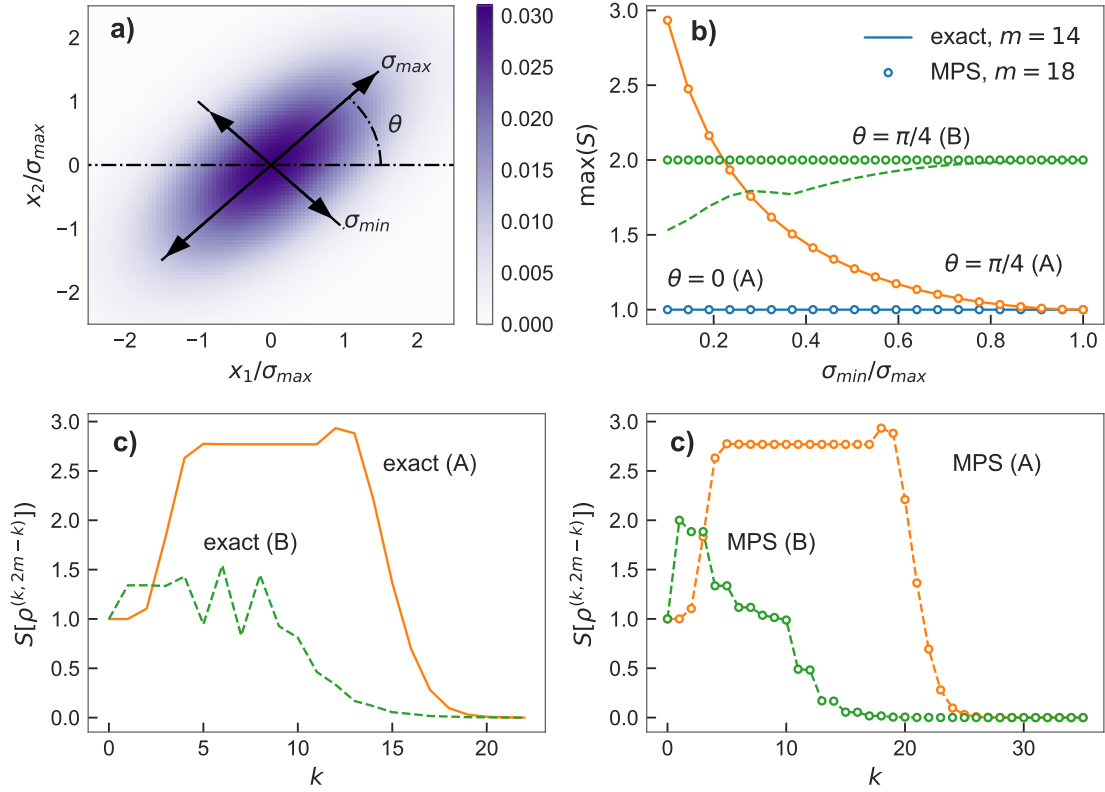 a)
2
1
0
−1
−2
x₂/σₘₐₓ
−2
−1
0
1
2
x₁/σₘₐₓ
σₘₐₓ
θ
σₘᵢₙ
0.030
0.025
0.020
0.015
0.010
0.005
0.000
b)
exact, m = 14
MPS, m = 18
θ = π/4 (B)
θ = 0 (A)
θ = π/4 (A)
3.0
2.5
2.0
1.5
1.0
max(S)
0.2
0.4
0.6
0.8
1.0
σₘᵢₙ/σₘₐₓ
c)
exact (A)
exact (B)
3.0
2.5
2.0
1.5
1.0
0.5
0.0
S[ρ^(k, 2m−k)])
0
5
10
15
20
k
c)
MPS (A)
MPS (B)
3.0
2.5
2.0
1.5
1.0
0.5
0.0
S[ρ^(k, 2m−k)])
0
10
20
30
k